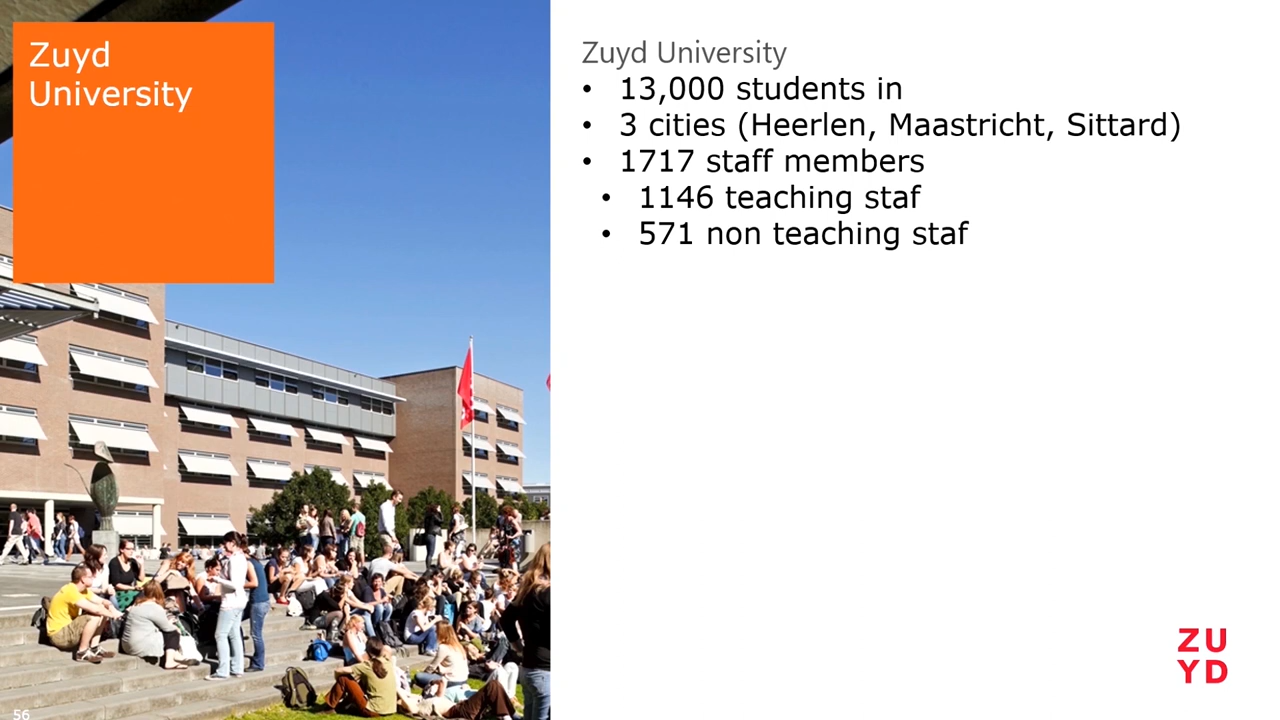 Zuyd
University
Zuyd University
• 13,000 students in
• 3 cities (Heerlen, Maastricht, Sittard)
• 1717 staff members
• 1146 teaching staf
• 571 non teaching staf
ZU
YD
56